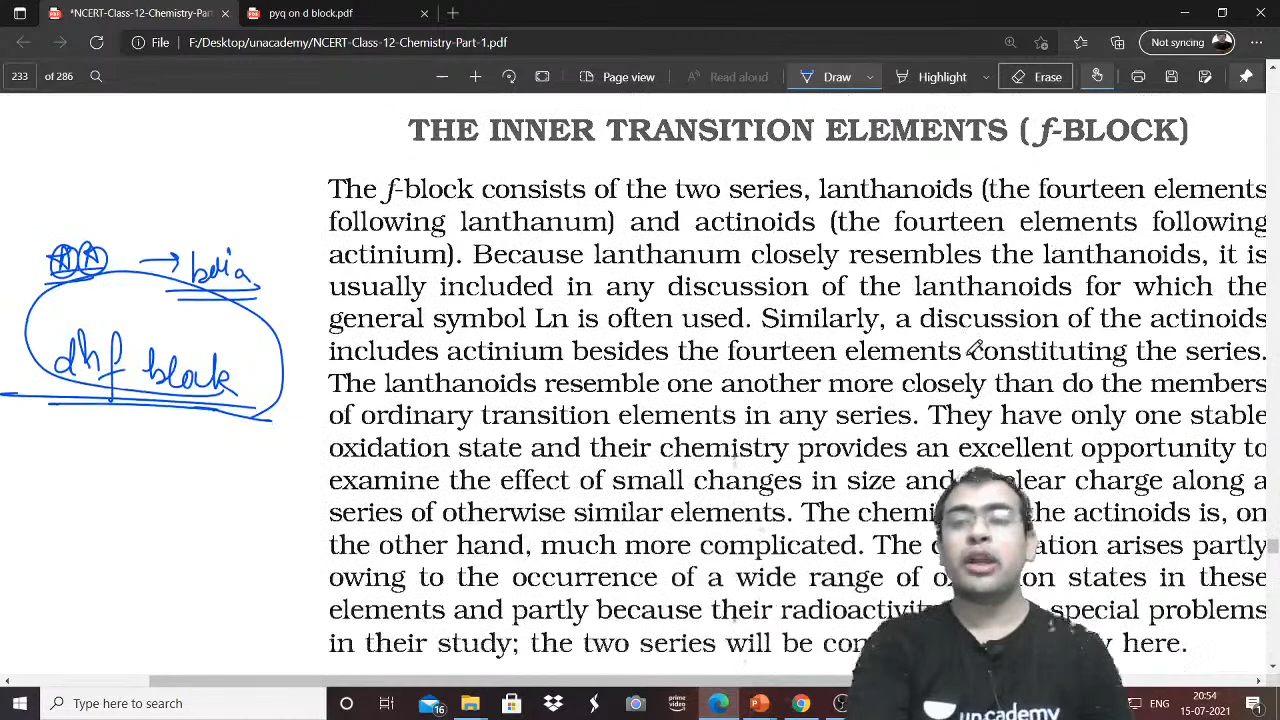 *NCERT-Class-12-Chemistry-Part-
pyq on d block.pdf
File
F:/Desktop/unacademy/NCERT-Class-12-Chemistry-Part-1.pdf
Not syncing
233 of 286
Page view
Read aloud
Draw
Highlight
Erase
THE INNER TRANSITION ELEMENTS ( f-BLOCK)
The f-block consists of the two series, lanthanoids (the fourteen elements
following lanthanum) and actinoids (the fourteen elements following
actinium). Because lanthanum closely resembles the lanthanoids, it is
usually included in any discussion of the lanthanoids for which the
general symbol Ln is often used. Similarly, a discussion of the actinoids
includes actinium besides the fourteen elements constituting the series.
The lanthanoids resemble one another more closely than do the members
of ordinary transition elements in any series. They have only one stable
oxidation state and their chemistry provides an excellent opportunity to
examine the effect of small changes in size and nuclear charge along a
series of otherwise similar elements. The the actinoids is, on
the other hand, much more complicated. The arises partly
owing to the occurrence of a wide range of states in these
elements and partly because their special problems
in their study; the two series will be here.
block
Type here to search
16
prime video
ENG
20:54
15-07-2021
1
unacademy